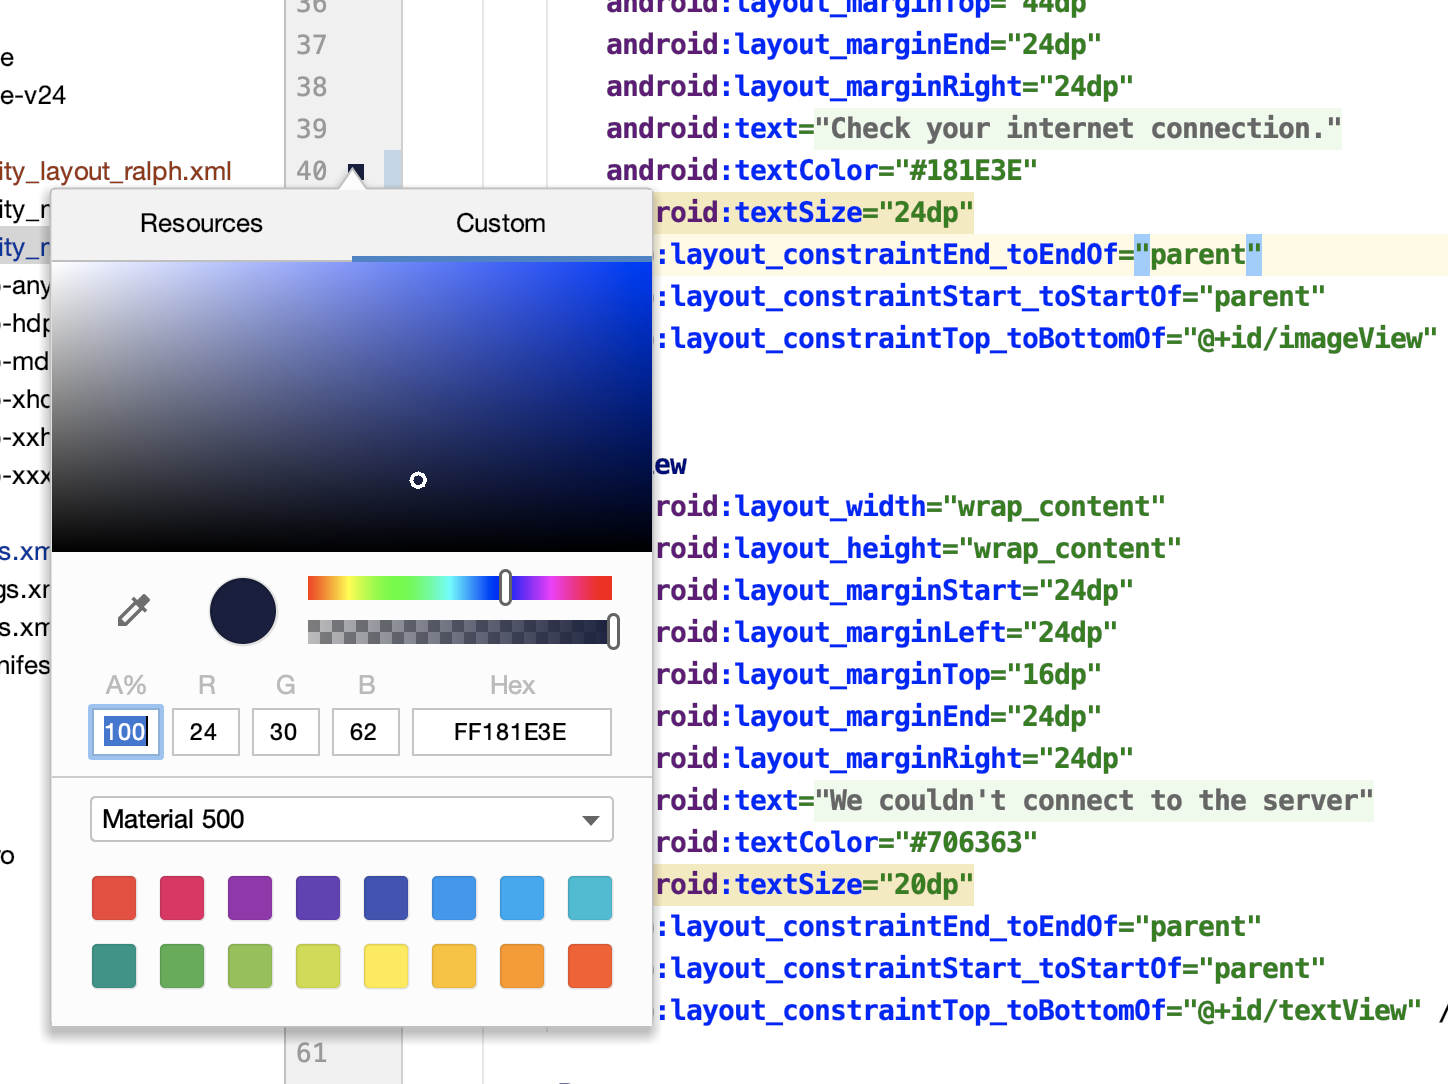 36
37
38
39
40
61
e
e-v24
ity_layout_ralph.xml
android:layout_marginTop="44dp
android:layout_marginEnd="24dp"
android:layout_marginRight="24dp"
android:text="Check your internet connection."
android:textColor="#181E3E"
roid:textSize="24dp"
:layout_constraintEnd_toEndOf="parent"
:layout_constraintStart_toStartOf="parent"
:layout_constraintTop_toBottomOf="@+id/imageView"
ew
roid:layout_width="wrap_content"
roid:layout_height="wrap_content"
roid:layout_marginStart="24dp"
roid:layout_marginLeft="24dp"
roid:layout_marginTop="16dp"
roid:layout_marginEnd="24dp"
roid:layout_marginRight="24dp"
roid:text="We couldn't connect to the server"
roid:textColor="#706363"
roid:textSize="20dp"
:layout_constraintEnd_toEndOf="parent"
:layout_constraintStart_toStartOf="parent"
:layout_constraintTop_toBottomOf="@+id/textView" /
Resources Custom
A% R G B Hex
100 24 30 62 FF181E3E
Material 500
-any
-hdp
-md
-xxh
-xxx
s.xm
gs.xm
s.xm
nifes